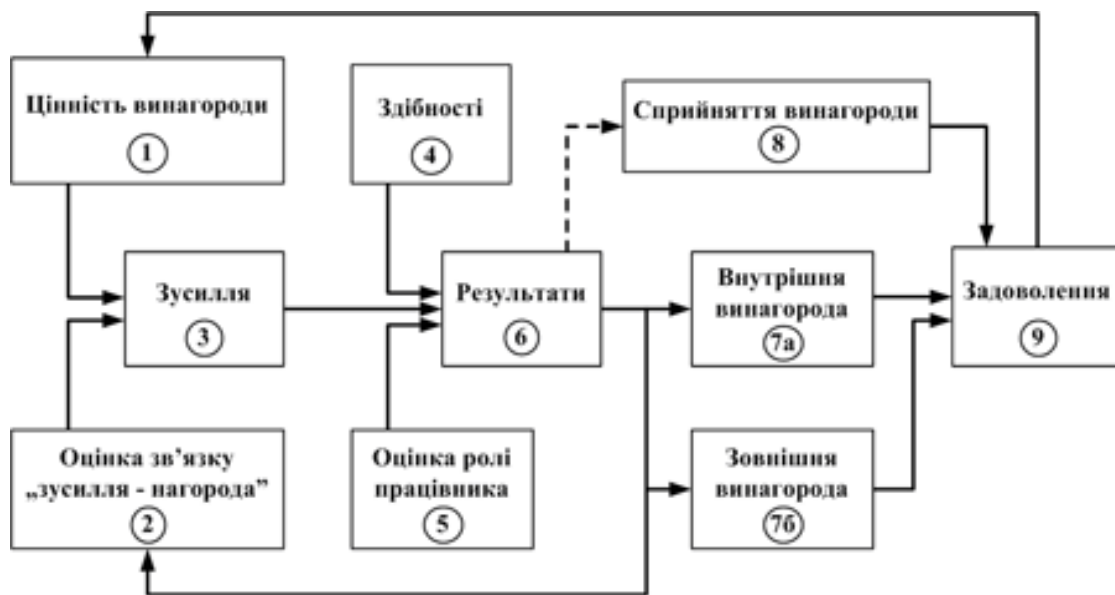 Цінність винагороди
1
Здібності
4
Сприйняття винагороди
8
Зусилля
3
Результати
6
Внутрішня
винагорода
7а
Задоволення
9
Оцінка зв’язку
„зусилля - нагорода”
2
Оцінка ролі
працівника
5
Зовнішня
винагорода
7б